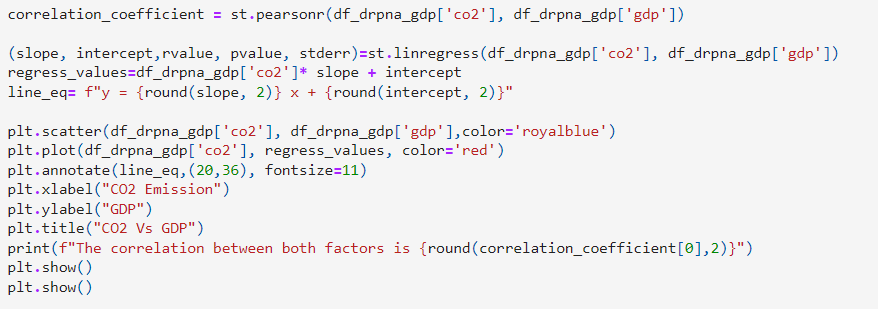 correlation_coefficient = st.pearsonr(df_drpna_gdp['co2'], df_drpna_gdp['gdp'])
(slope, intercept,rvalue, pvalue, stderr)=st.linregress(df_drpna_gdp['co2'], df_drpna_gdp['gdp'])
regress_values=df_drpna_gdp['co2']* slope + intercept
line_eq= f"y = {round(slope, 2)} x + {round(intercept, 2)}"
plt.scatter(df_drpna_gdp['co2'], df_drpna_gdp['gdp'],color='royalblue')
plt.plot(df_drpna_gdp['co2'], regress_values, color='red')
plt.annotate(line_eq,(20,36), fontsize=11)
plt.xlabel("CO2 Emission")
plt.ylabel("GDP")
plt.title("CO2 Vs GDP")
print(f"The correlation between both factors is {round(correlation_coefficient[0],2)}")
plt.show()
plt.show()